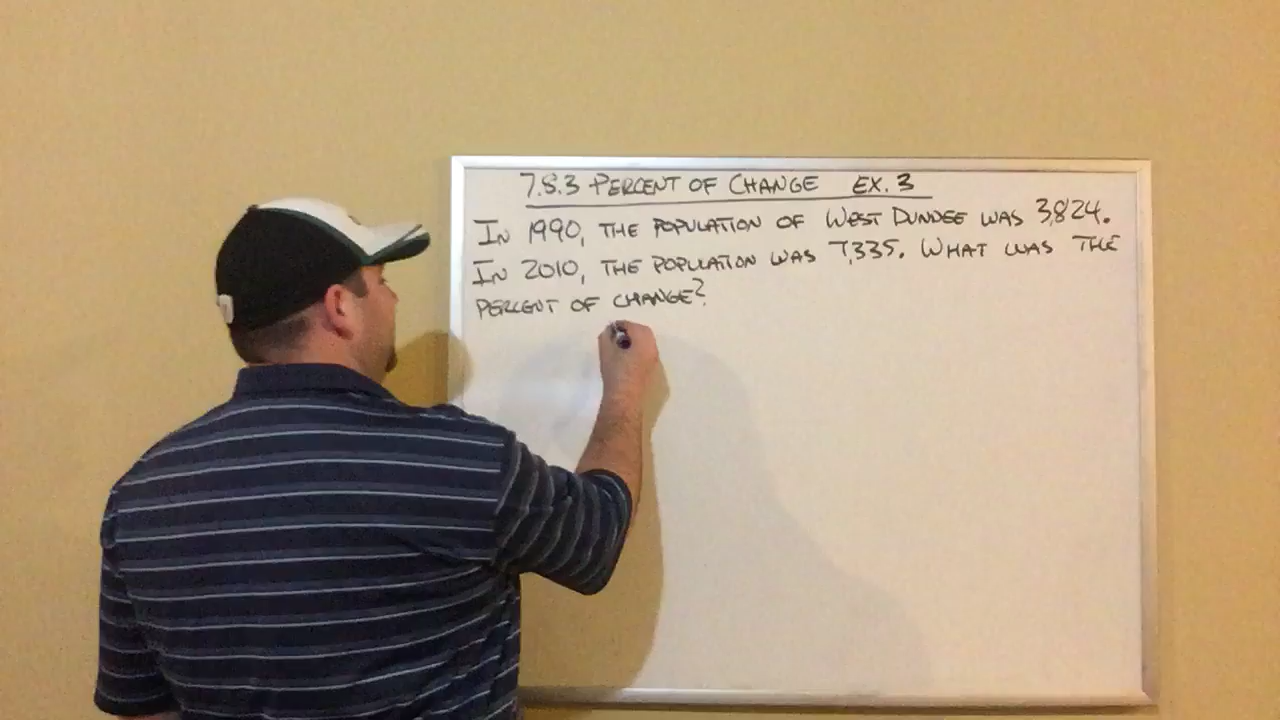 7.S.3 PERCENT OF CHANGE EX. 3
IN 1990, THE POPULATION OF WEST DUNDEE WAS 3,824.
IN 2010, THE POPULATION WAS 7,335. WHAT WAS THE
PERCENT OF CHANGE?